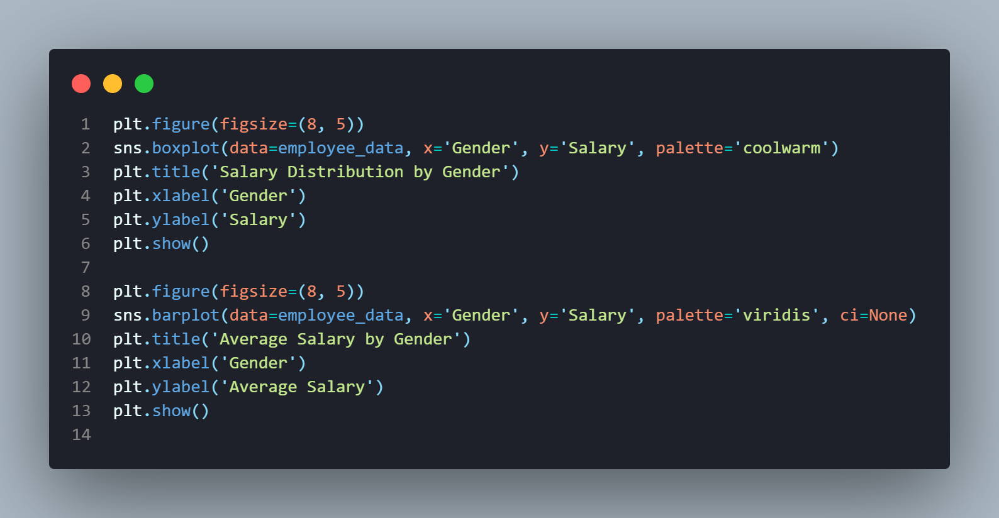 1 plt.figure(figsize=(8, 5))
2 sns.boxplot(data=employee_data, x='Gender', y='Salary', palette='coolwarm')
3 plt.title('Salary Distribution by Gender')
4 plt.xlabel('Gender')
5 plt.ylabel('Salary')
6 plt.show()
7
8 plt.figure(figsize=(8, 5))
9 sns.barplot(data=employee_data, x='Gender', y='Salary', palette='viridis', ci=None)
10 plt.title('Average Salary by Gender')
11 plt.xlabel('Gender')
12 plt.ylabel('Average Salary')
13 plt.show()
14